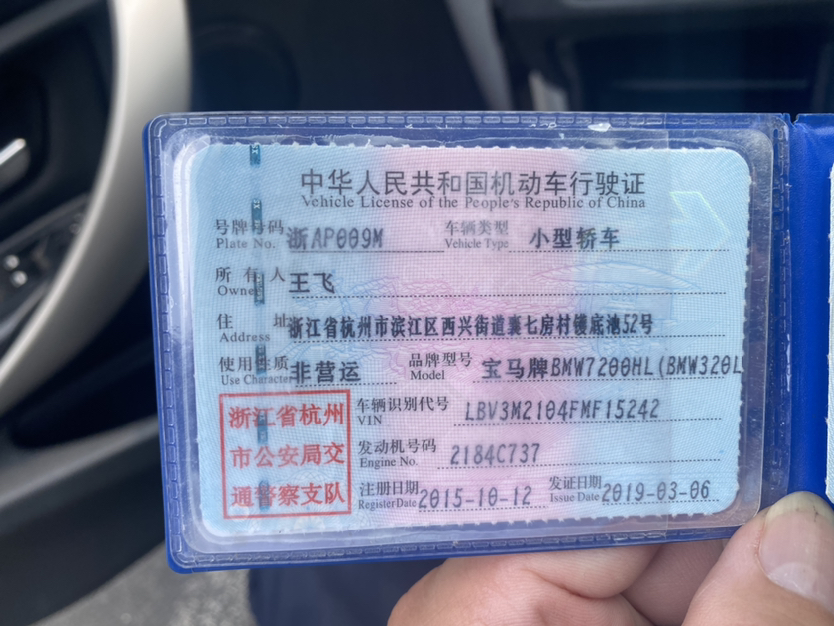 中华人民共和国机动车行驶证
Vehicle License of the People's Republic of China
号牌号码 浙AP009M 车辆类型 小型轿车
Plate No. Vehicle Type
所有人 王飞
Owner
住址 浙江省杭州市滨江区西兴街道襄七房村镬底池52号
Address
使用性质 非营运 品牌型号 宝马牌BMW7200HL(BMW320L
Use Character Model
浙江省杭州
市公安局交
通警察支队
车辆识别代号 LBV3M2104FMF15242
VIN
发动机号码 2184C737
Engine No.
注册日期 2015-10-12 发证日期 2019-03-06
Register Date Issue Date